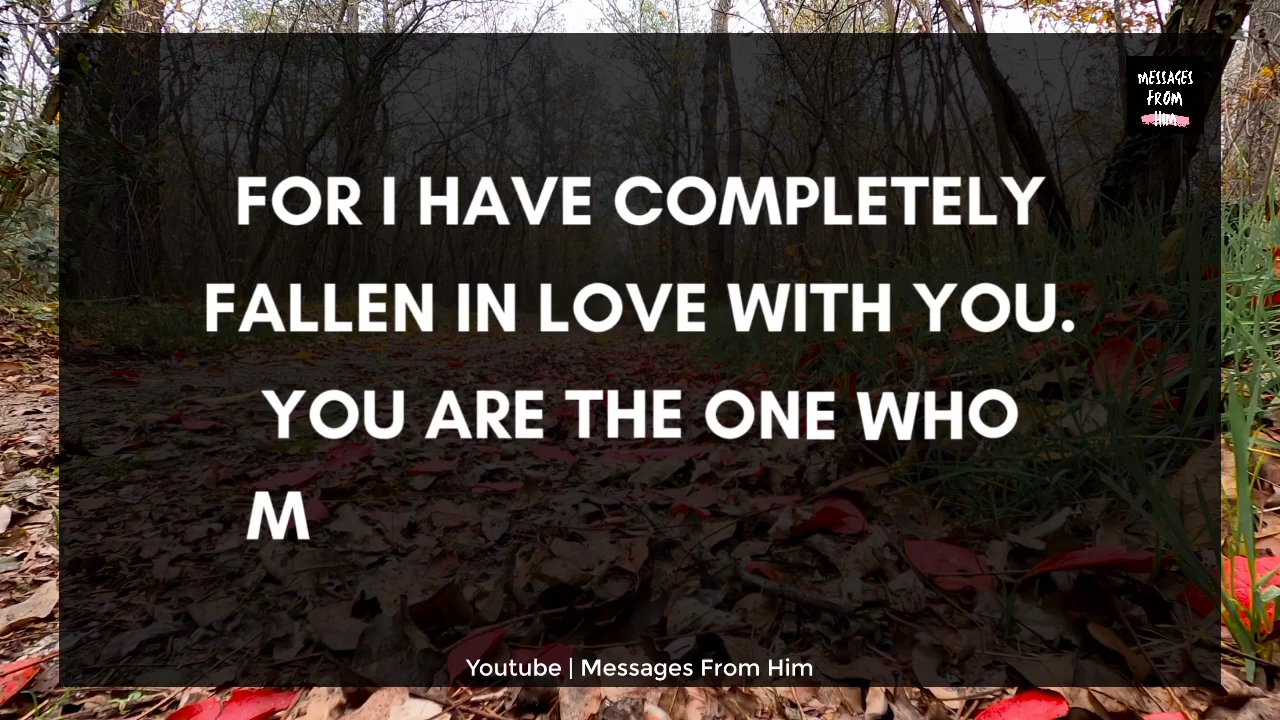 MESSAGES
FROM
Him
FOR I HAVE COMPLETELY
FALLEN IN LOVE WITH YOU.
YOU ARE THE ONE WHO
M
Youtube | Messages From Him